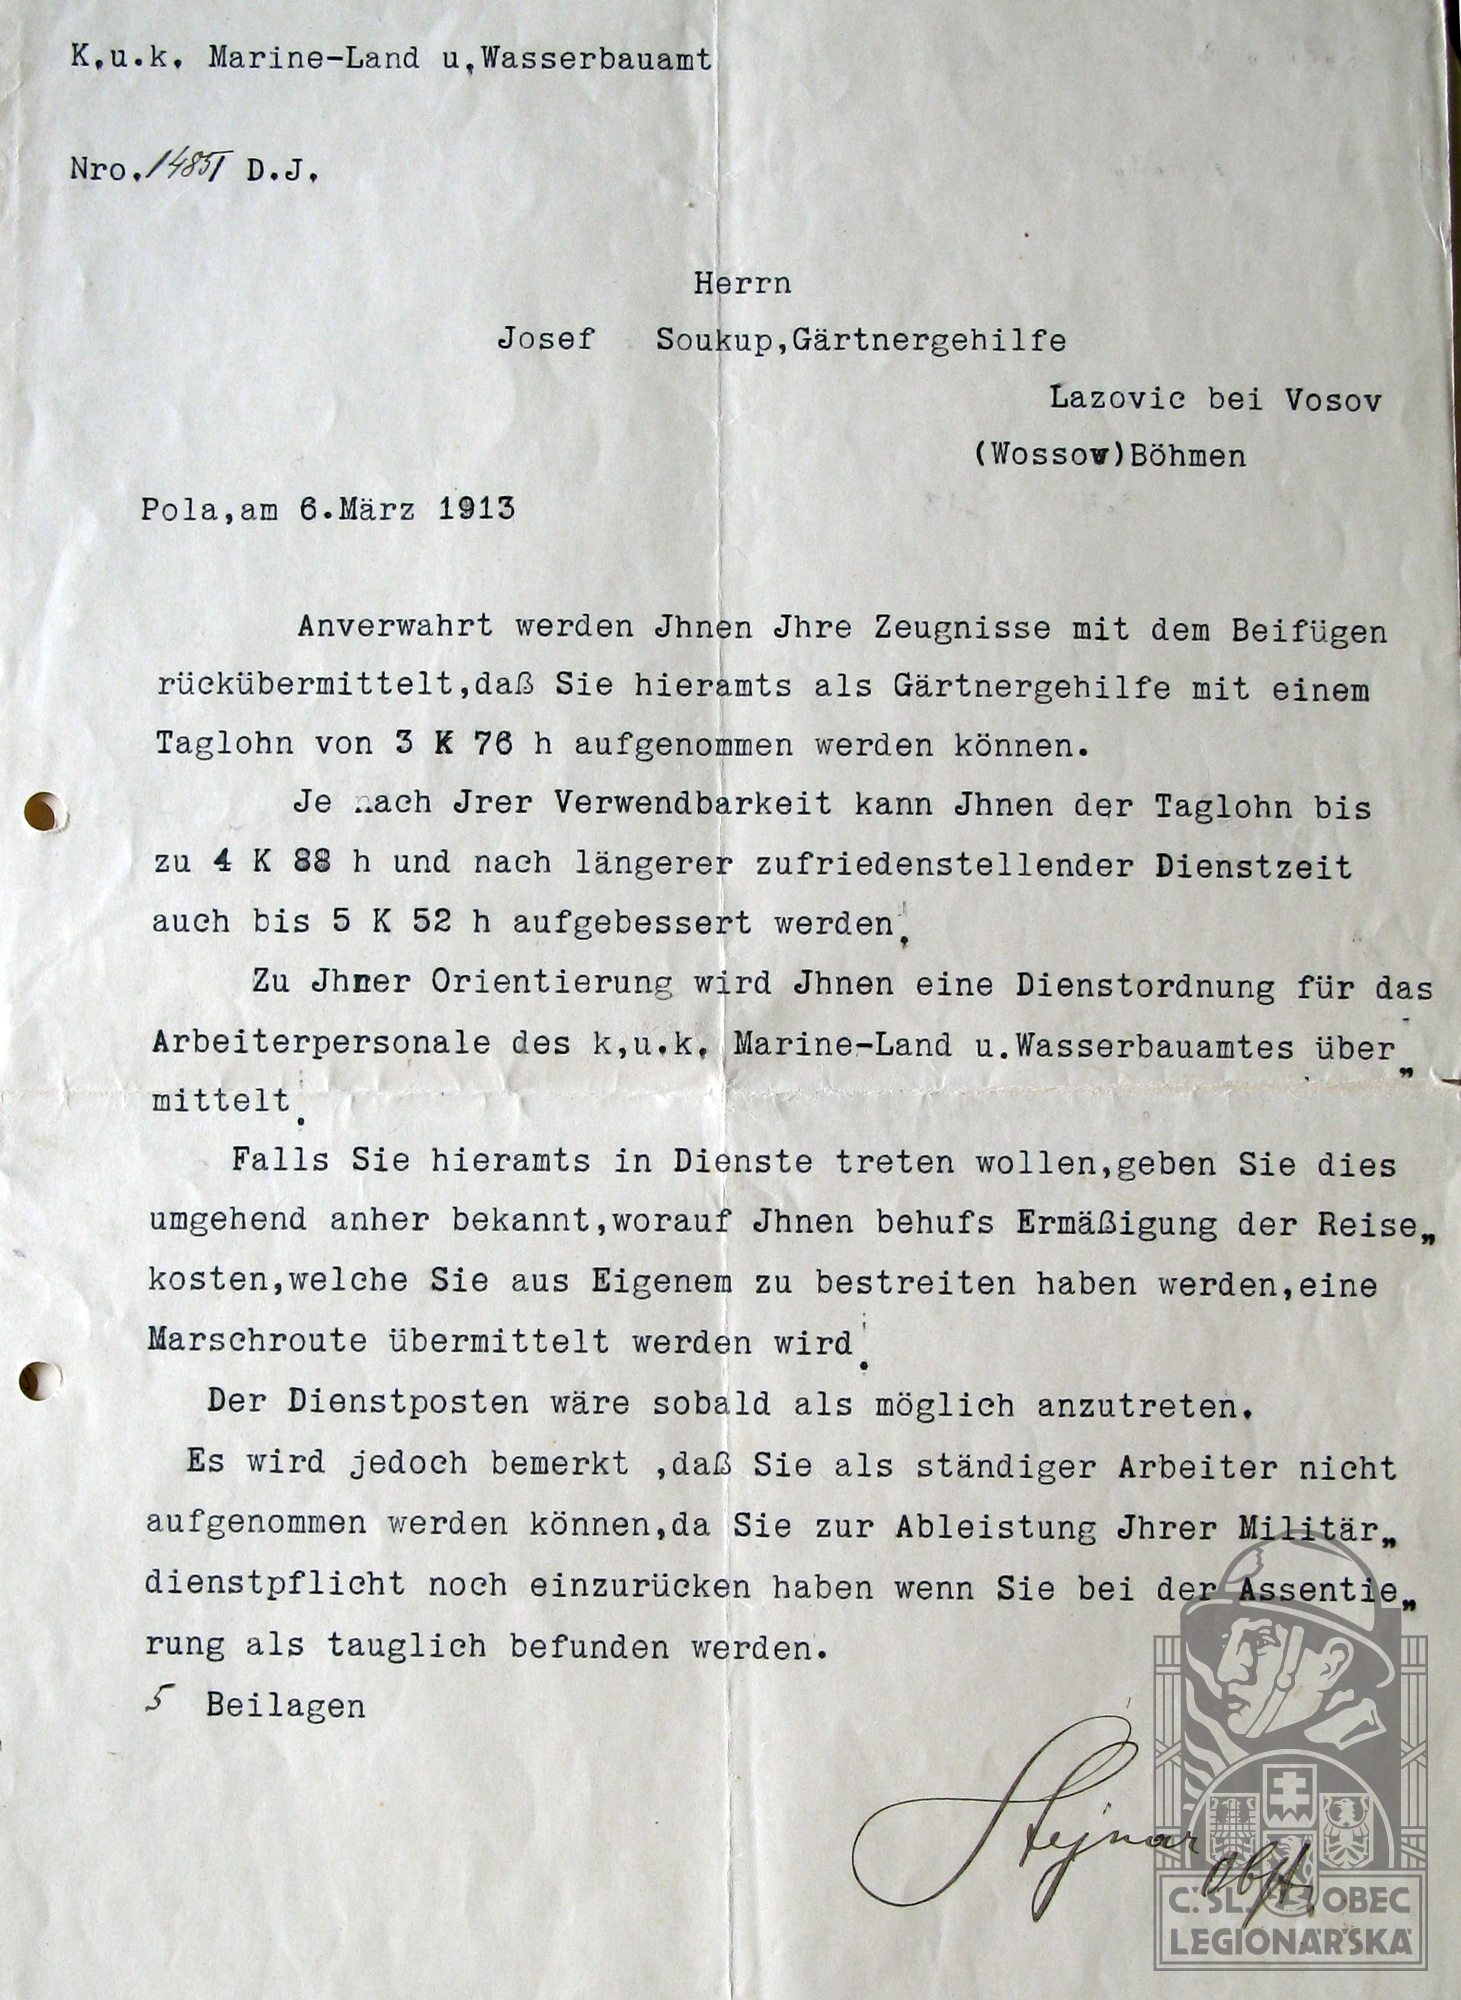 K.u.k. Marine-Land u.Wasserbauamt
Nro.1485/ D.J.
Herrn
Josef Soukup,Gärtnergehilfe
Lazovic bei Vosov
(Wossow)Böhmen
Pola,am 6.März 1913
Anverwahrt werden Jhnen Jhre Zeugnisse mit dem Beifügen
rückübermittelt,daß Sie hieramts als Gärtnergehilfe mit einem
Taglohn von 3 K 76 h aufgenommen werden können.
Je nach Jrer Verwendbarkeit kann Jhnen der Taglohn bis
zu 4 K 88 h und nach längerer zufriedenstellender Dienstzeit
auch bis 5 K 52 h aufgebessert werden.
Zu Jhrer Orientierung wird Jhnen eine Dienstordnung für das
Arbeiterpersonale des k,u.k. Marine-Land u.Wasserbauamtes über„
mittelt.
Falls Sie hieramts in Dienste treten wollen,geben Sie dies
umgehend anher bekannt,worauf Jhnen behufs Ermäßigung der Reise„
kosten,welche Sie aus Eigenem zu bestreiten haben werden,eine
Marschroute übermittelt werden wird.
Der Dienstposten wäre sobald als möglich anzutreten.
Es wird jedoch bemerkt ,daß Sie als ständiger Arbeiter nicht
aufgenommen werden können,da Sie zur Ableistung Jhrer Militär„
dienstpflicht noch einzurücken haben wenn Sie bei der Assentie„
rung als tauglich befunden werden.
5 Beilagen
Stejnar
Obst.
Č. SL. OBEC
LEGIONÁŘSKÁ